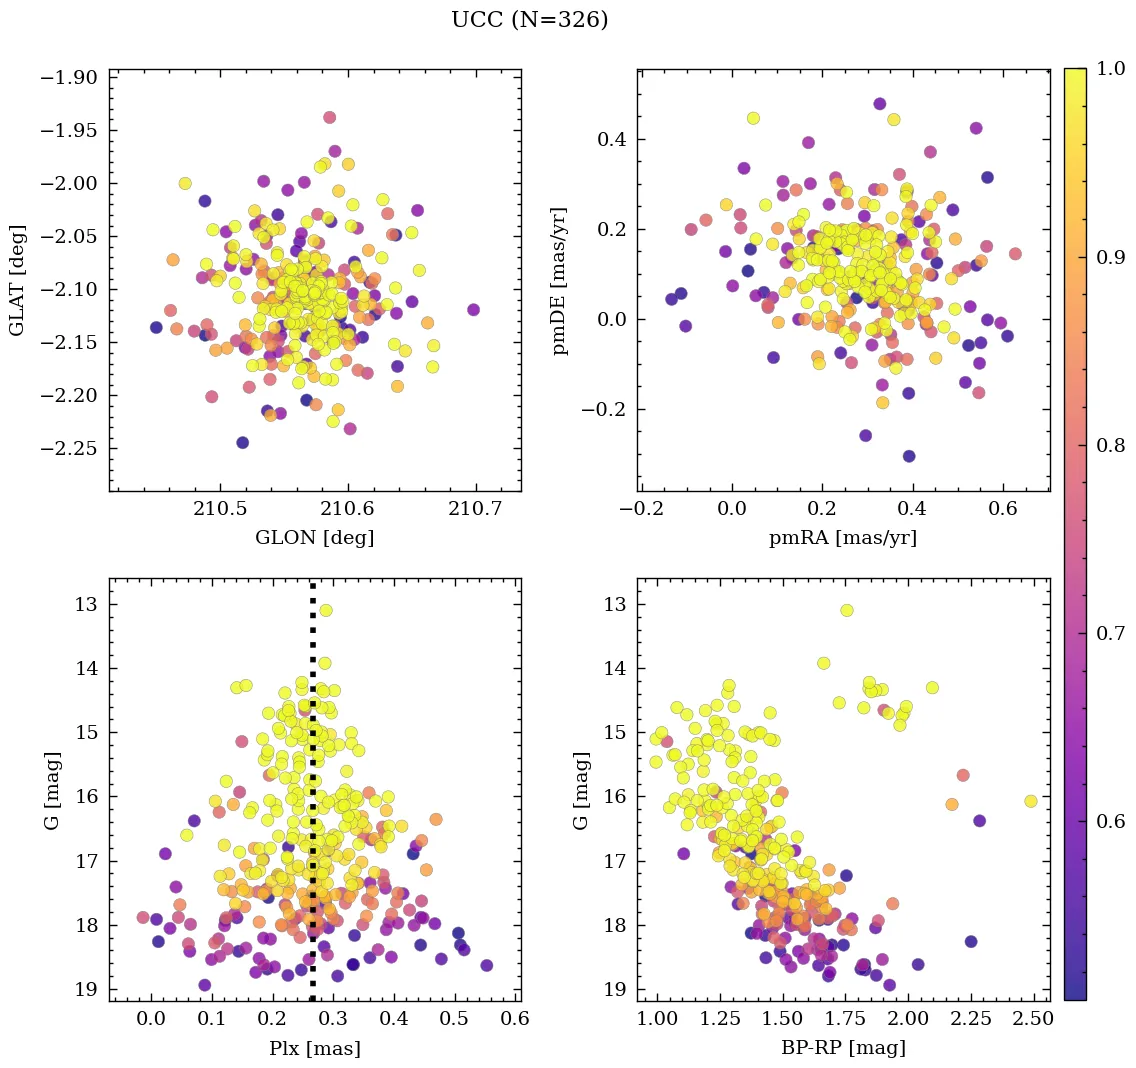 UCC (N=326)
−1.90
−1.95
−2.00
−2.05
−2.10
−2.15
−2.20
−2.25
GLAT [deg]
210.5 210.6 210.7
GLON [deg]
0.4
0.2
0.0
−0.2
pmDE [mas/yr]
−0.2 0.0 0.2 0.4 0.6
pmRA [mas/yr]
13
14
15
16
17
18
19
G [mag]
0.0 0.1 0.2 0.3 0.4 0.5 0.6
Plx [mas]
13
14
15
16
17
18
19
G [mag]
1.00 1.25 1.50 1.75 2.00 2.25 2.50
BP-RP [mag]
1.0
0.9
0.8
0.7
0.6